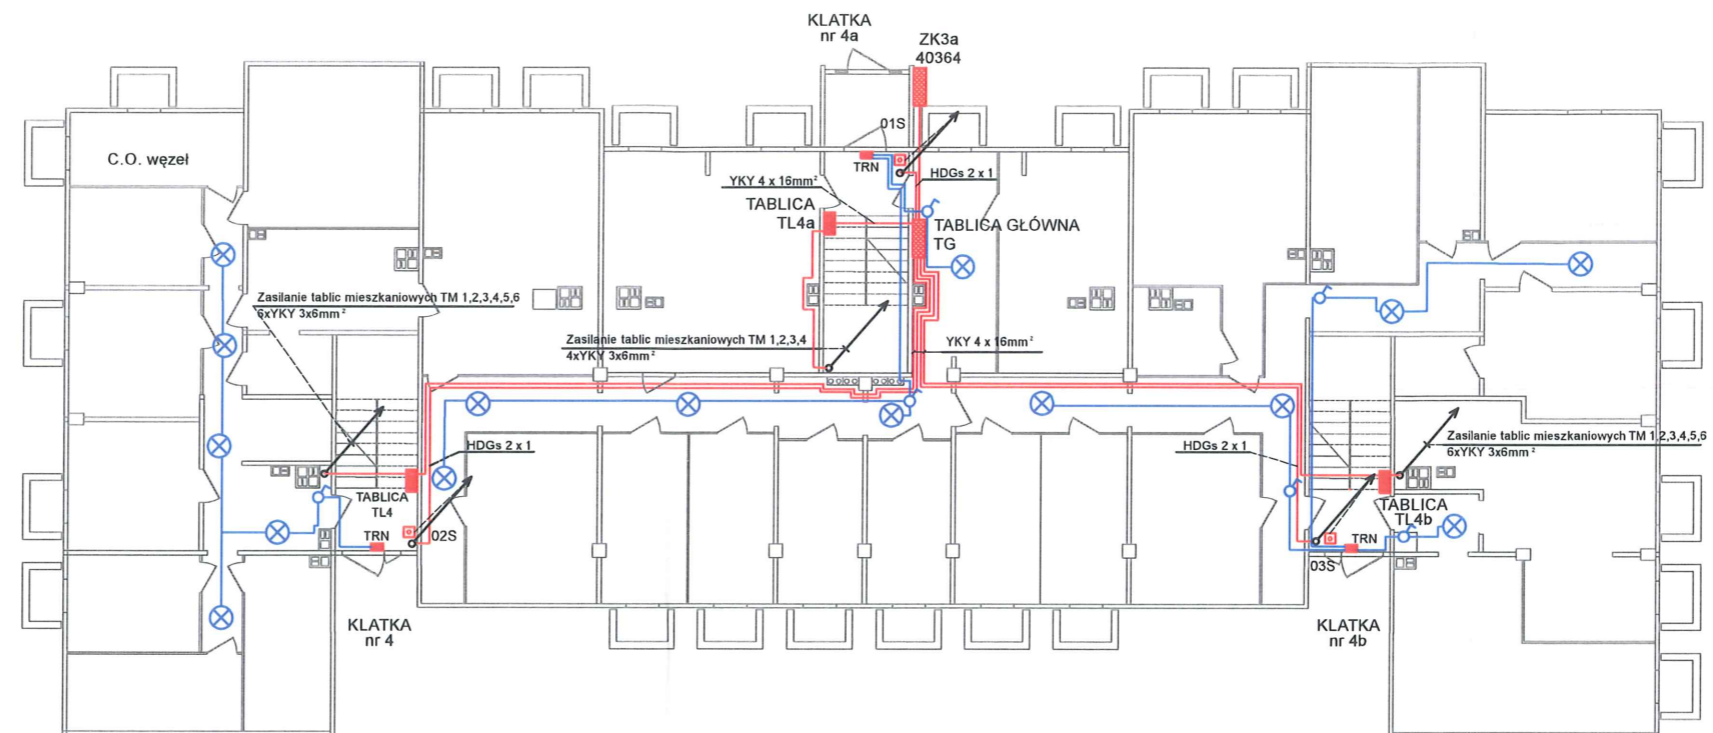 KLATKA
nr 4a
ZK3a
40364
01S
C.O. węzeł
TRN
HDGs 2 x 1
YKY 4 x 16mm²
TABLICA
TL4a
TABLICA GŁÓWNA
TG
Zasilanie tablic mieszkaniowych TM 1,2,3,4,5,6
6xYKY 3x6mm²
Zasilanie tablic mieszkaniowych TM 1,2,3,4
4xYKY 3x6mm²
YKY 4 x 16mm²
HDGs 2 x 1
HDGs 2 x 1
Zasilanie tablic mieszkaniowych TM 1,2,3,4,5,6
6xYKY 3x6mm²
TABLICA
TL4
TABLICA
TL4b
TRN
02S
TRN
03S
KLATKA
nr 4
KLATKA
nr 4b